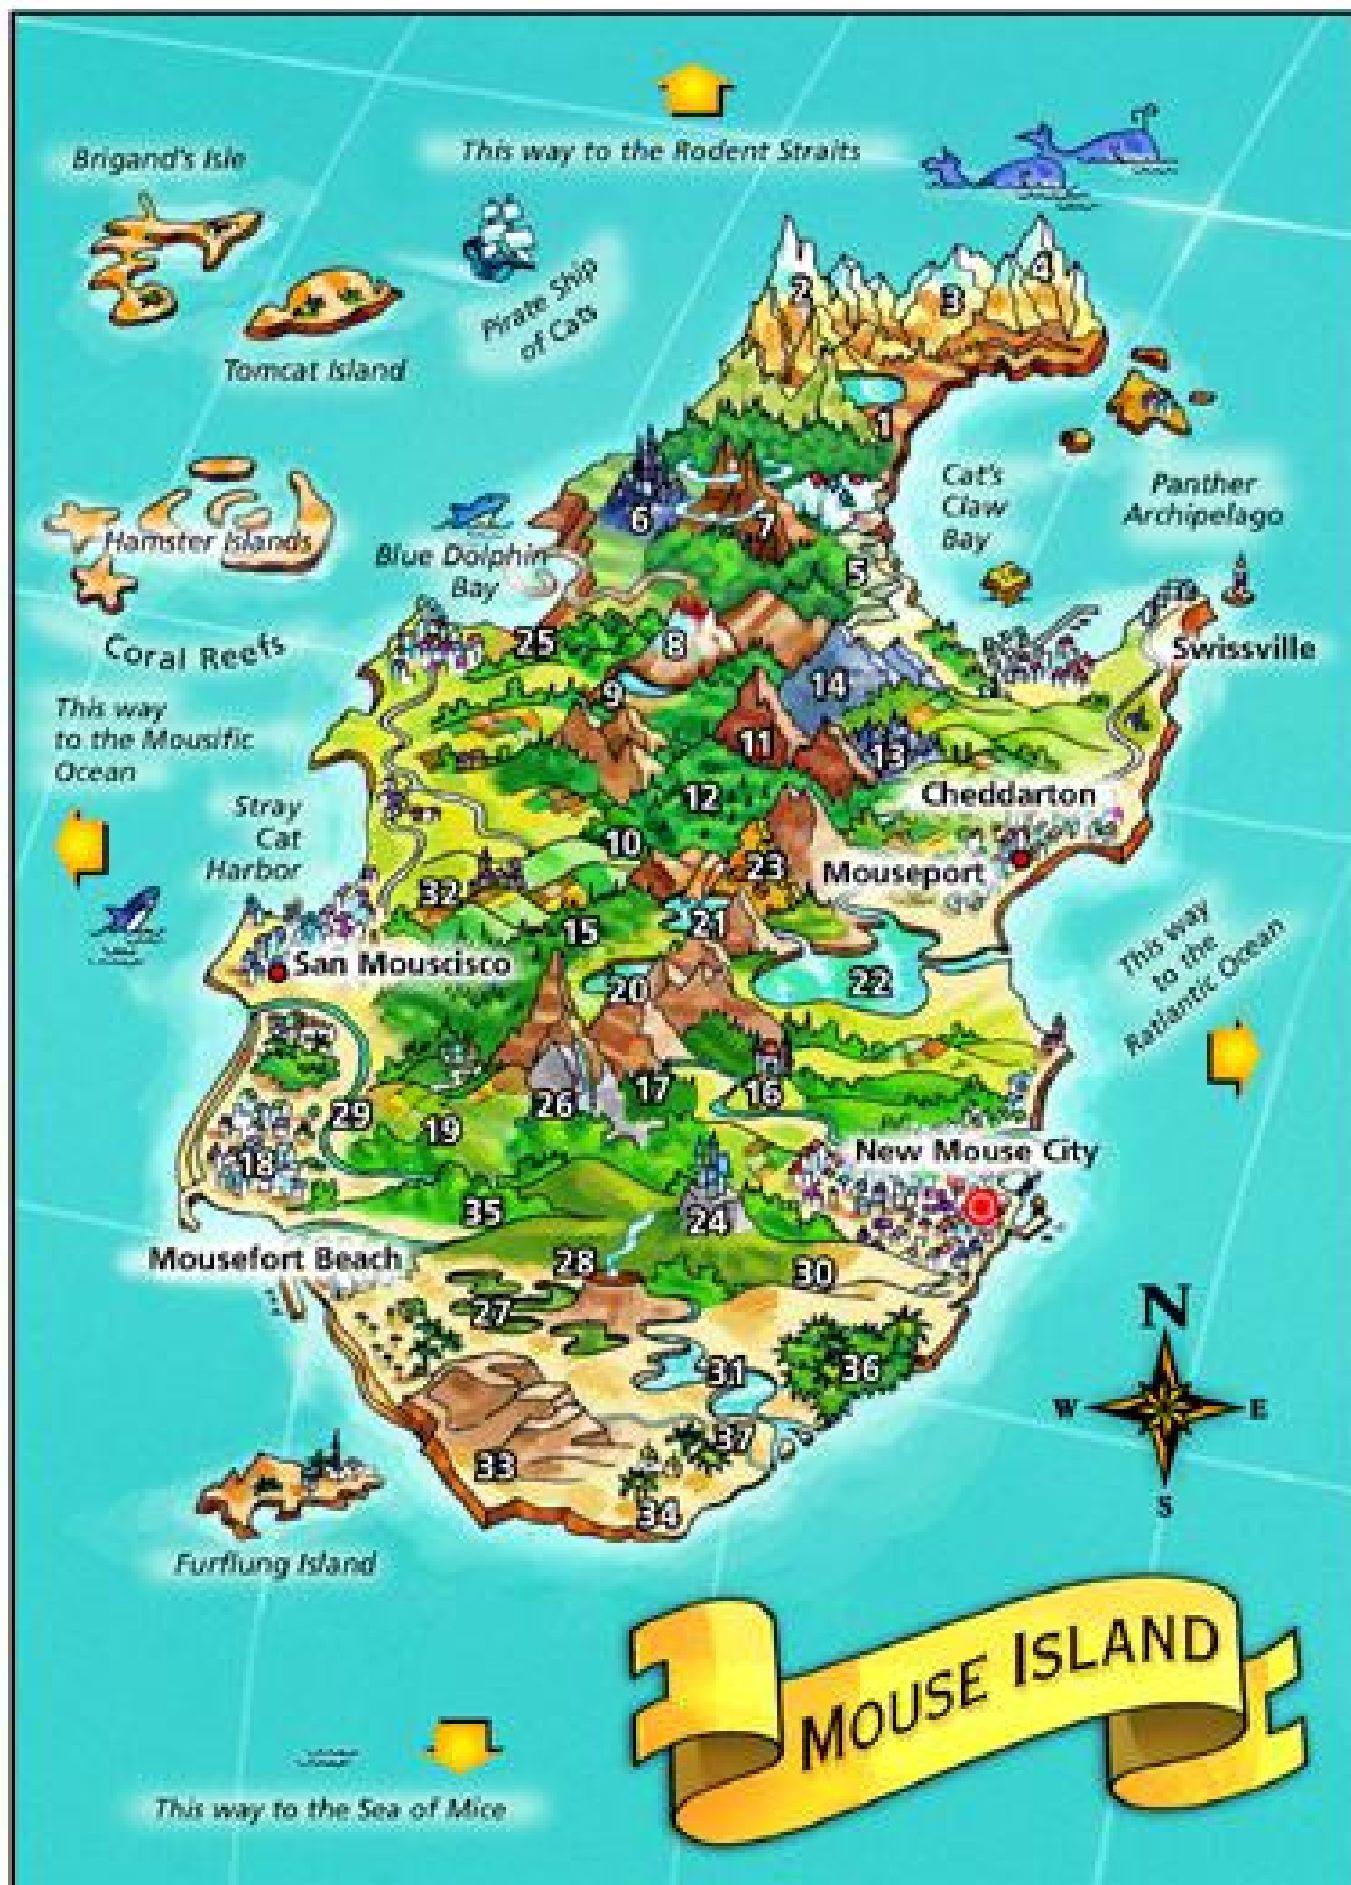 This way to the Rodent Straits
Brigand's Isle
Pirate Ship
of Cats
Tomcat Island
2
3
4
1
Cat's
Claw
Bay
Panther
Archipelago
Hamster Islands
Blue Dolphin
Bay
6
7
5
Coral Reefs
25
8
Swissville
9
14
This way
to the Mousific
Ocean
11
13
12
Cheddarton
Stray
Cat
Harbor
10
32
23
Mouseport
15
21
San Mouscisco
20
22
This way
to the
Ratlantic Ocean
29
19
26
17
16
18
New Mouse City
35
24
Mousefort Beach
28
30
27
31
36
N
W
E
S
33
37
34
Furflung Island
MOUSE ISLAND
This way to the Sea of Mice